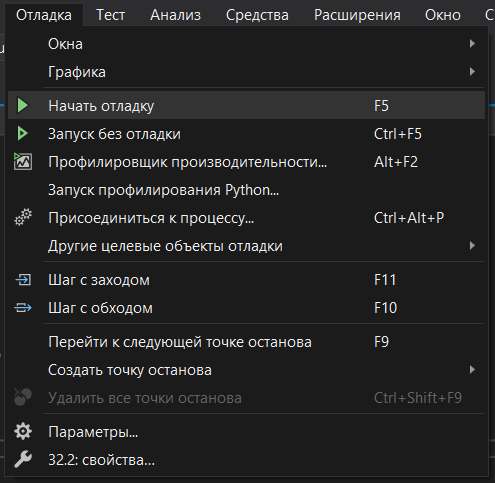 Отладка Тест Анализ Средства Расширения Окно С
Окна
Графика
Начать отладку F5
Запуск без отладки Ctrl+F5
Профилировщик производительности... Alt+F2
Запуск профилирования Python...
Присоединиться к процессу... Ctrl+Alt+P
Другие целевые объекты отладки
Шаг с заходом F11
Шаг с обходом F10
Перейти к следующей точке останова F9
Создать точку останова
Удалить все точки останова Ctrl+Shift+F9
Параметры...
32.2: свойства...